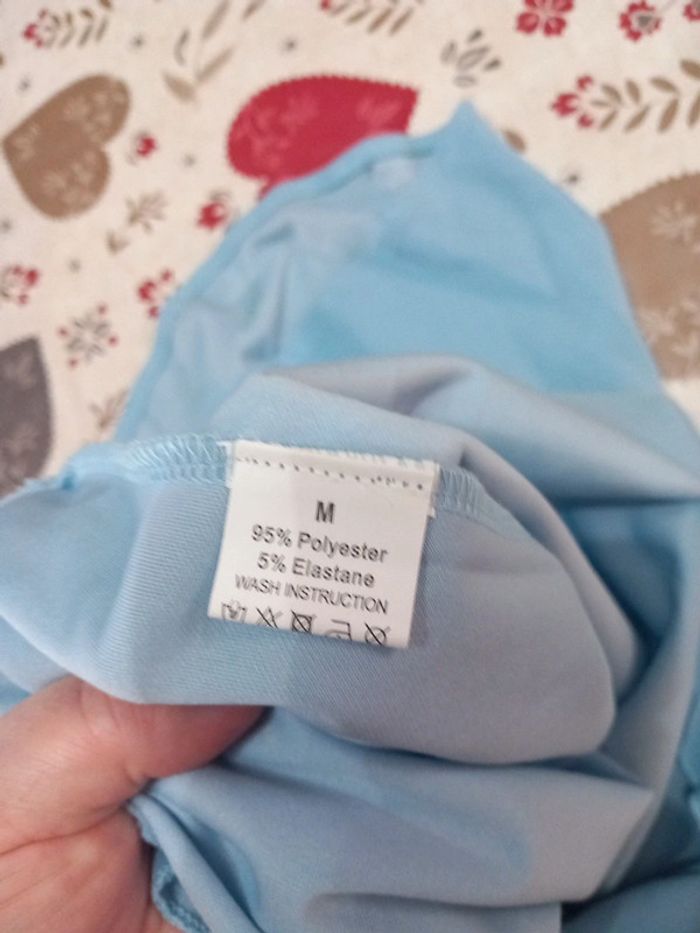 M
95% Polyester
5% Elastane
WASH INSTRUCTION